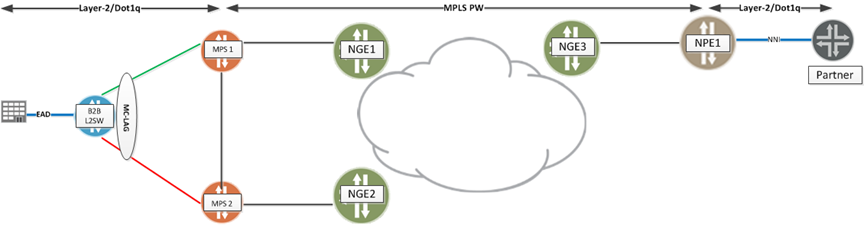 Layer-2/Dot1q
MPLS PW
Layer-2/Dot1q
MPS 1
NGE1
NGE3
NPE1
NNI
Partner
EAD
B2B
L2SW
MC-LAG
MPS 2
NGE2